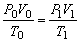 P₀V₀/T₀ = P₁V₁/T₁